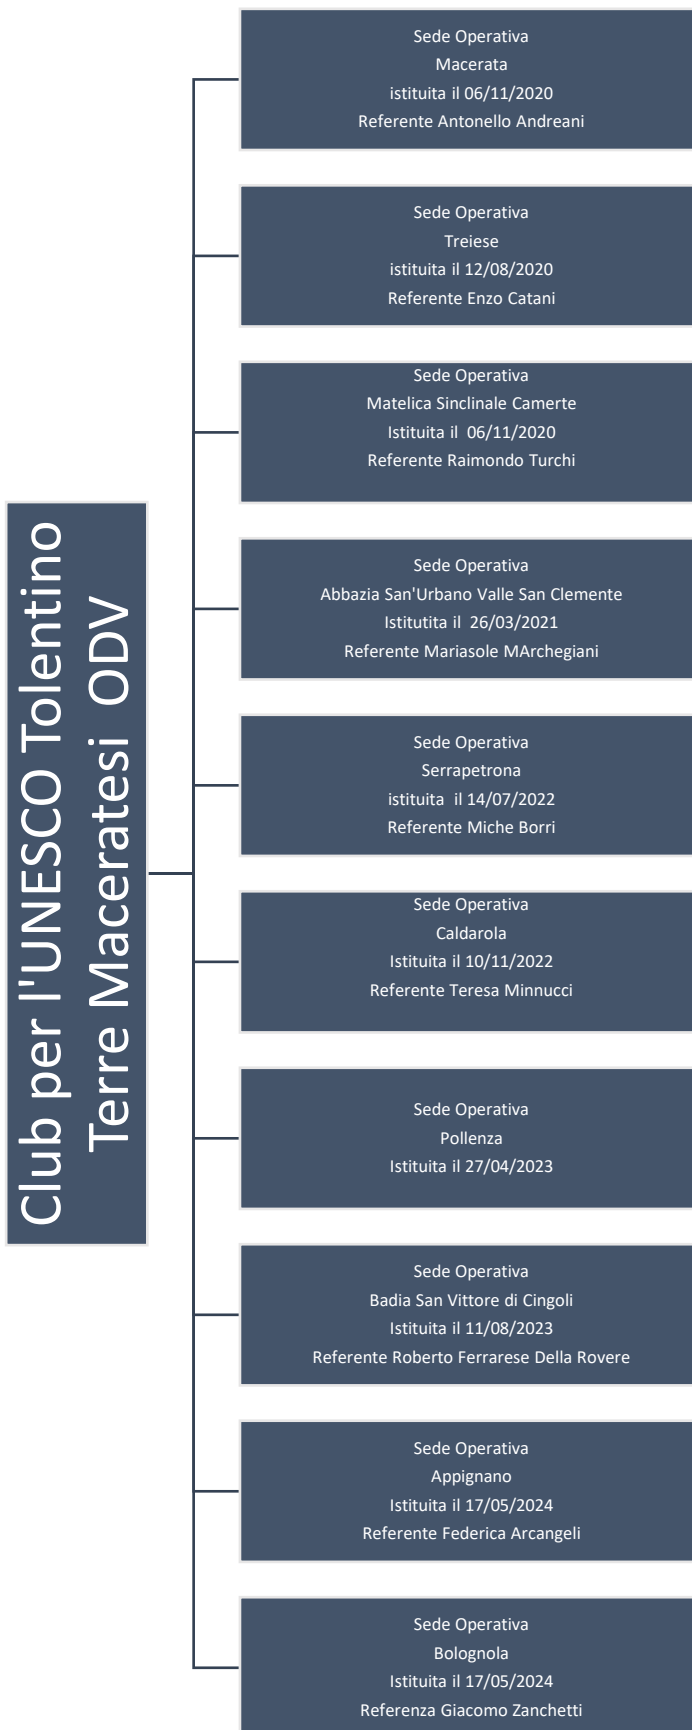 Club per l'UNESCO Tolentino
Terre Maceratesi ODV
Sede Operativa
Macerata
istituita il 06/11/2020
Referente Antonello Andreani
Sede Operativa
Treiese
istituita il 12/08/2020
Referente Enzo Catani
Sede Operativa
Matelica Sinclinale Camerte
Istituita il 06/11/2020
Referente Raimondo Turchi
Sede Operativa
Abbazia San'Urbano Valle San Clemente
Istitutita il 26/03/2021
Referente Mariasole MArchegiani
Sede Operativa
Serrapetrona
istituita il 14/07/2022
Referente Miche Borri
Sede Operativa
Caldarola
Istituita il 10/11/2022
Referente Teresa Minnucci
Sede Operativa
Pollenza
Istituita il 27/04/2023
Sede Operativa
Badia San Vittore di Cingoli
Istituita il 11/08/2023
Referente Roberto Ferrarese Della Rovere
Sede Operativa
Appignano
Istituita il 17/05/2024
Referente Federica Arcangeli
Sede Operativa
Bolognola
Istituita il 17/05/2024
Referenza Giacomo Zanchetti